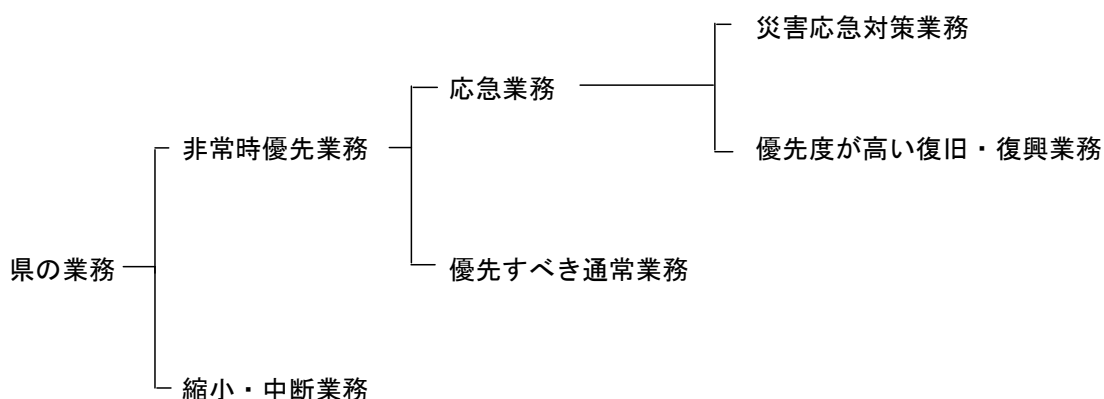 災害応急対策業務
応急業務
非常時優先業務
優先度が高い復旧・復興業務
県の業務
優先すべき通常業務
縮小・中断業務